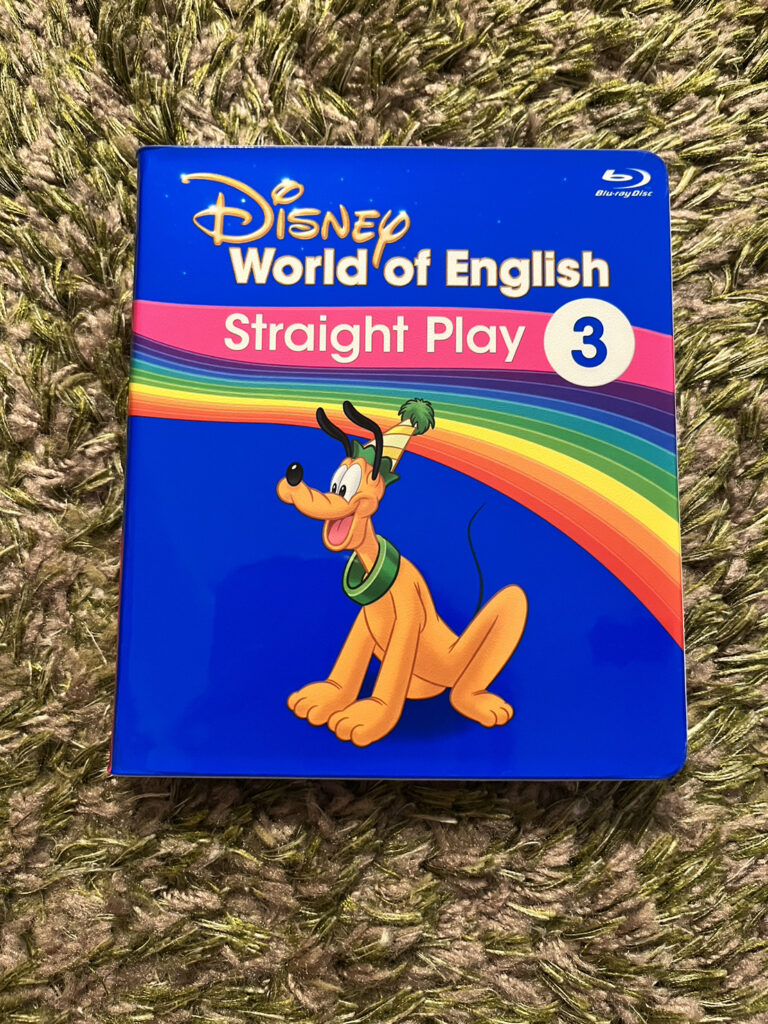 Blu-ray Disc
Disney
World of English
Straight Play 3